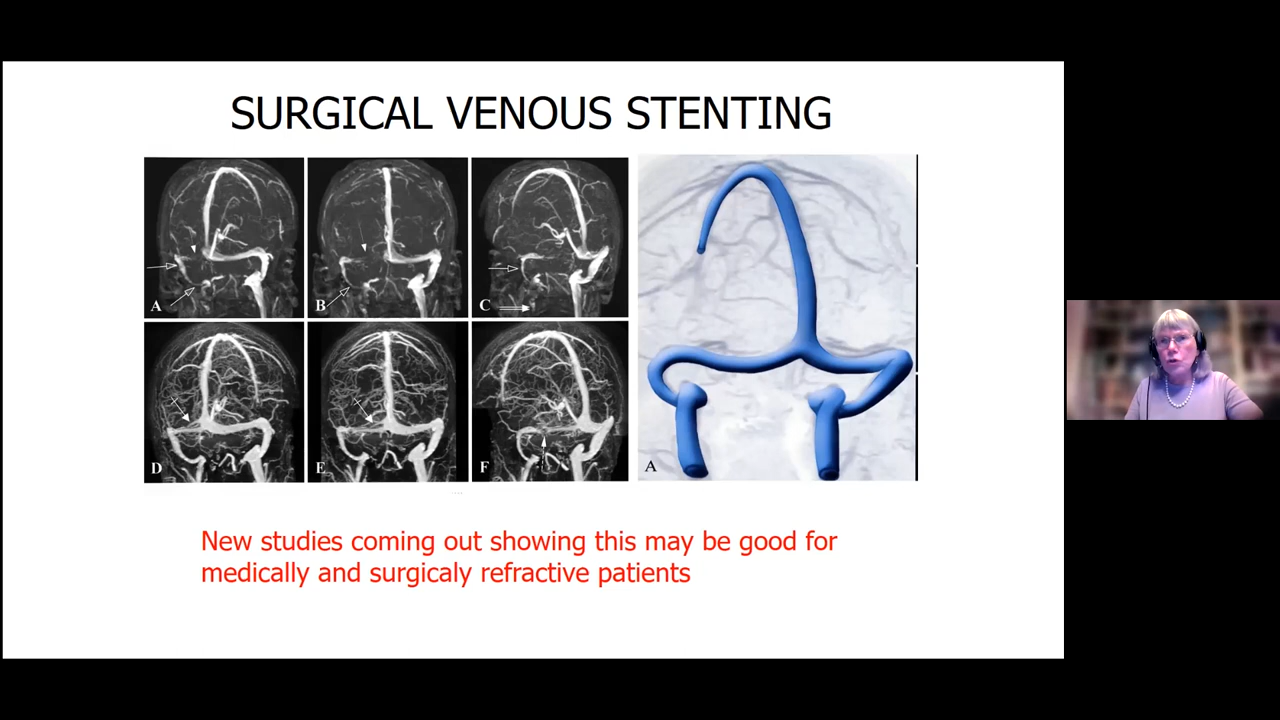 SURGICAL VENOUS STENTING
A
B
C
D
E
F
A
New studies coming out showing this may be good for
medically and surgicaly refractive patients